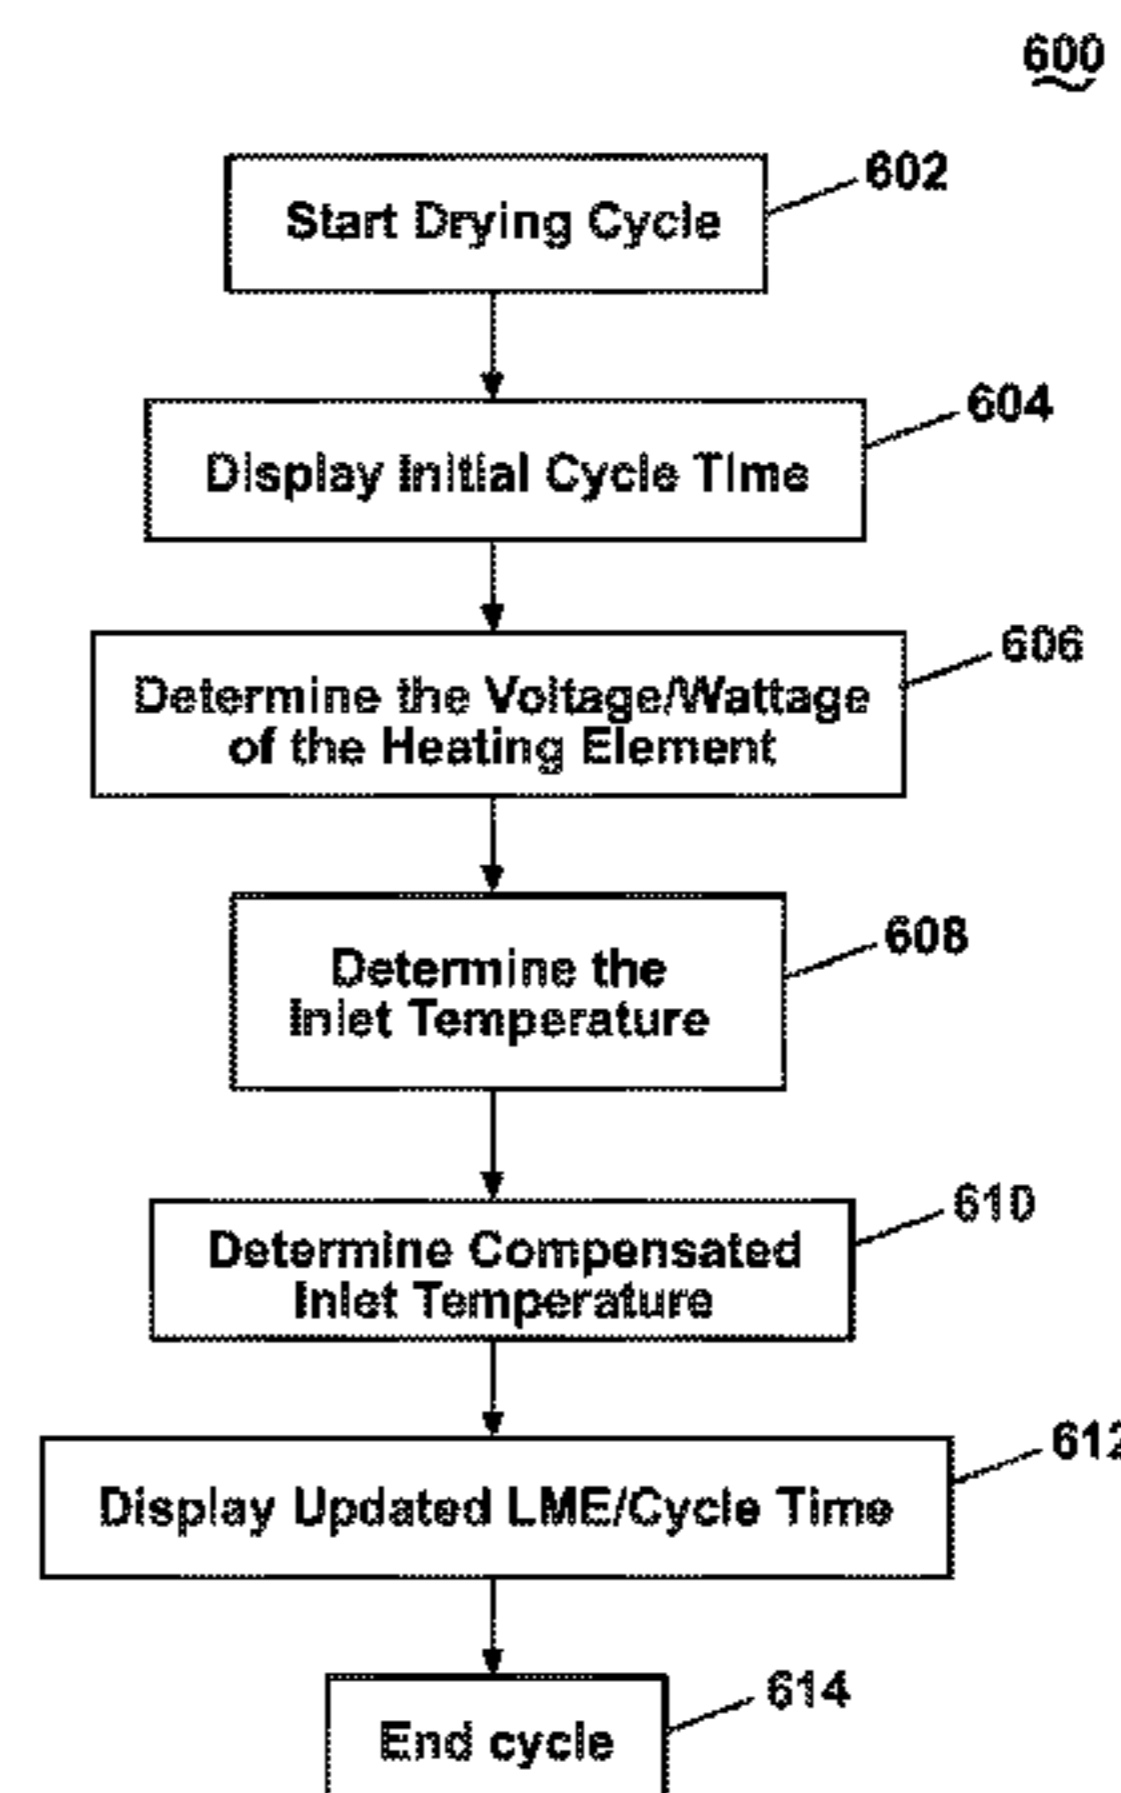 600
602
Start Drying Cycle
604
Display Initial Cycle Time
606
Determine the Voltage/Wattage
of the Heating Element
608
Determine the
Inlet Temperature
610
Determine Compensated
Inlet Temperature
612
Display Updated LME/Cycle Time
614
End cycle